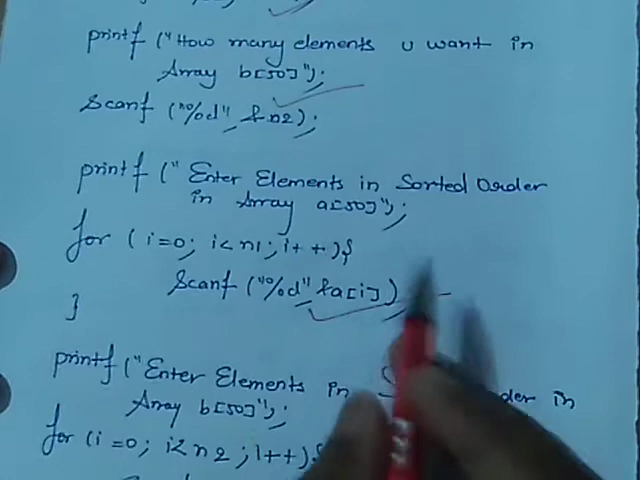 printf ("How many elements u want in
Array b[50]");
Scanf ("%d", &n2);
printf (" Enter Elements in Sorted Order
in Array a[50]");
for (i=0; i<n1; i++){
Scanf ("%d", &a[i])
}
printf ("Enter Elements in
Array b[50]");
for (i=0; i<n2; i++){